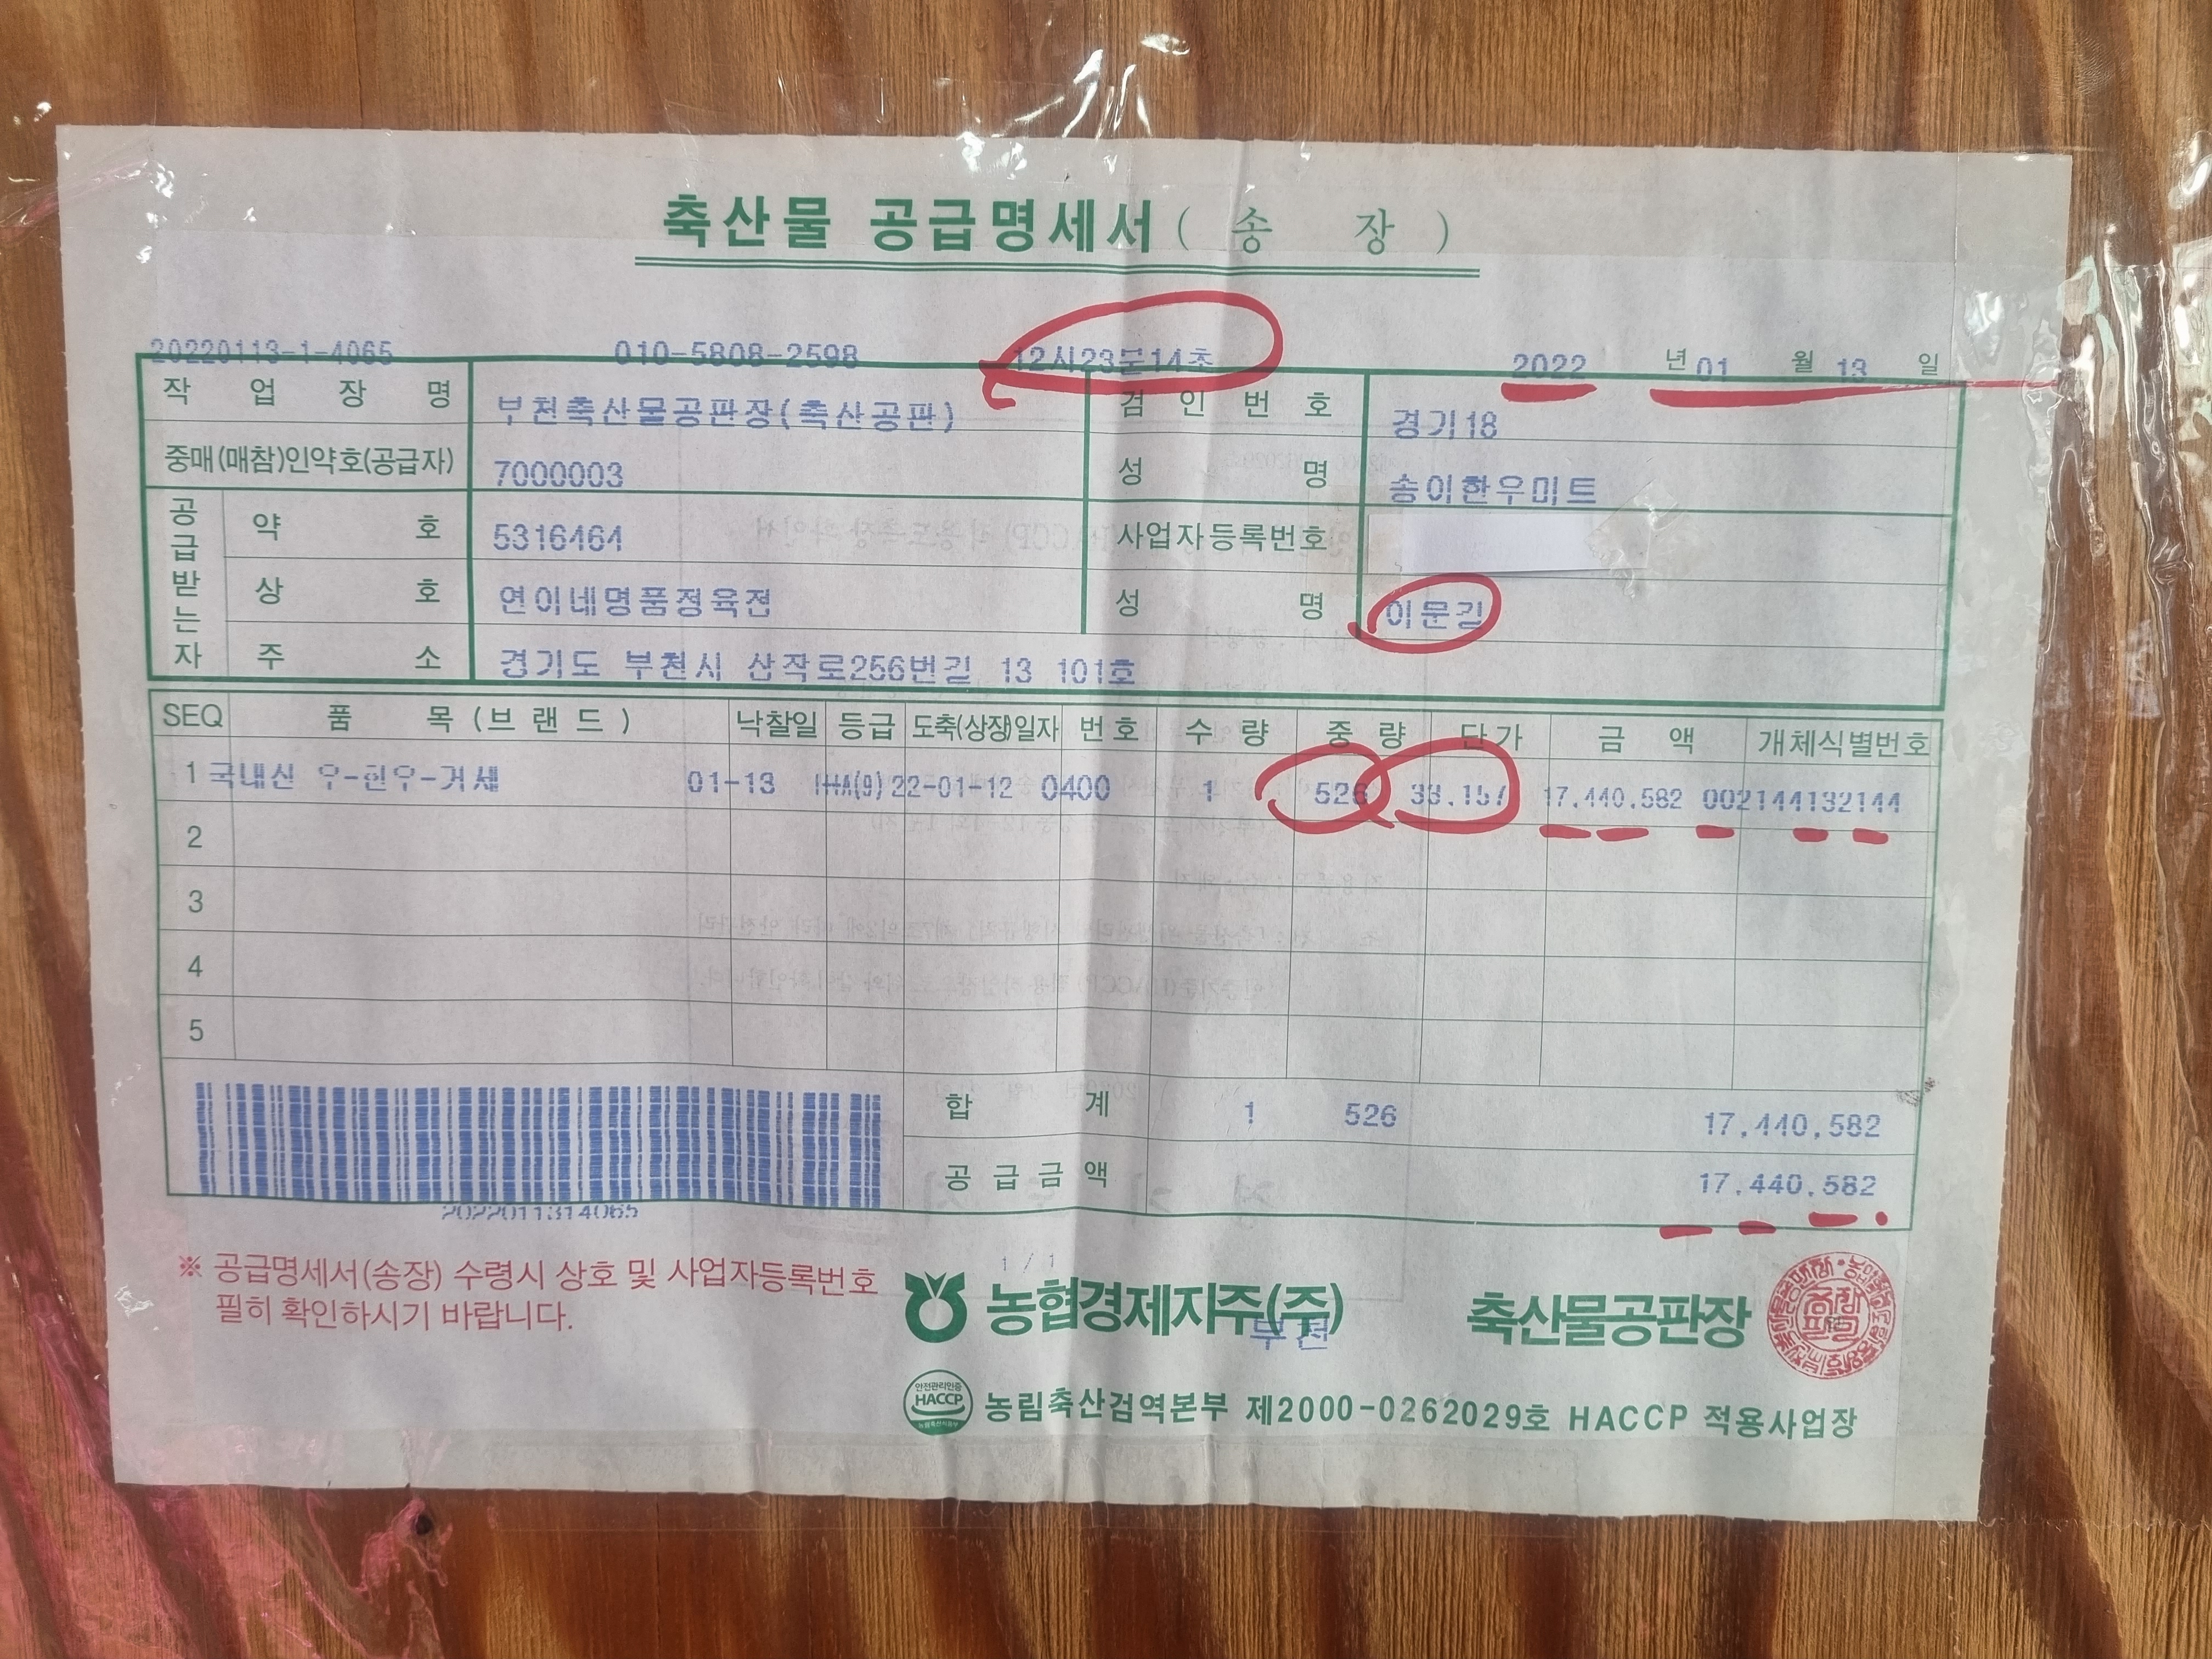 축산물 공급명세서(송 장)
20220113-1-4065 010-5808-2598 12시23분14초 2022 년 01 월 13 일
작업장명 부천축산물공판장(축산공판) 검인번호 경기18
중매(매참)인약호(공급자) 7000003 성명 송이한우미트
공급받는자 약호 5316464 사업자등록번호
상호 연이네명품정육전 성명 이문길
주소 경기도 부천시 산작로256번길 13 101호
SEQ 품목(브랜드) 낙찰일 등급 도축(상장)일자 번호 수량 중량 단가 금액 개체식별번호
1 국내산 우-한우-거세 01-13 22-01-12 0400 1 526 33,157 17,440,582 002144132144
2
3
4
5
합계 1 526 17,440,582
공급금액 17,440,582
2022011314065
1 / 1
※ 공급명세서(송장) 수령시 상호 및 사업자등록번호
필히 확인하시기 바랍니다.
농협경제지주(주) 축산물공판장
부천
안전관리인증
HACCP
농림축산검역본부 제2000-0262029호 HACCP 적용사업장